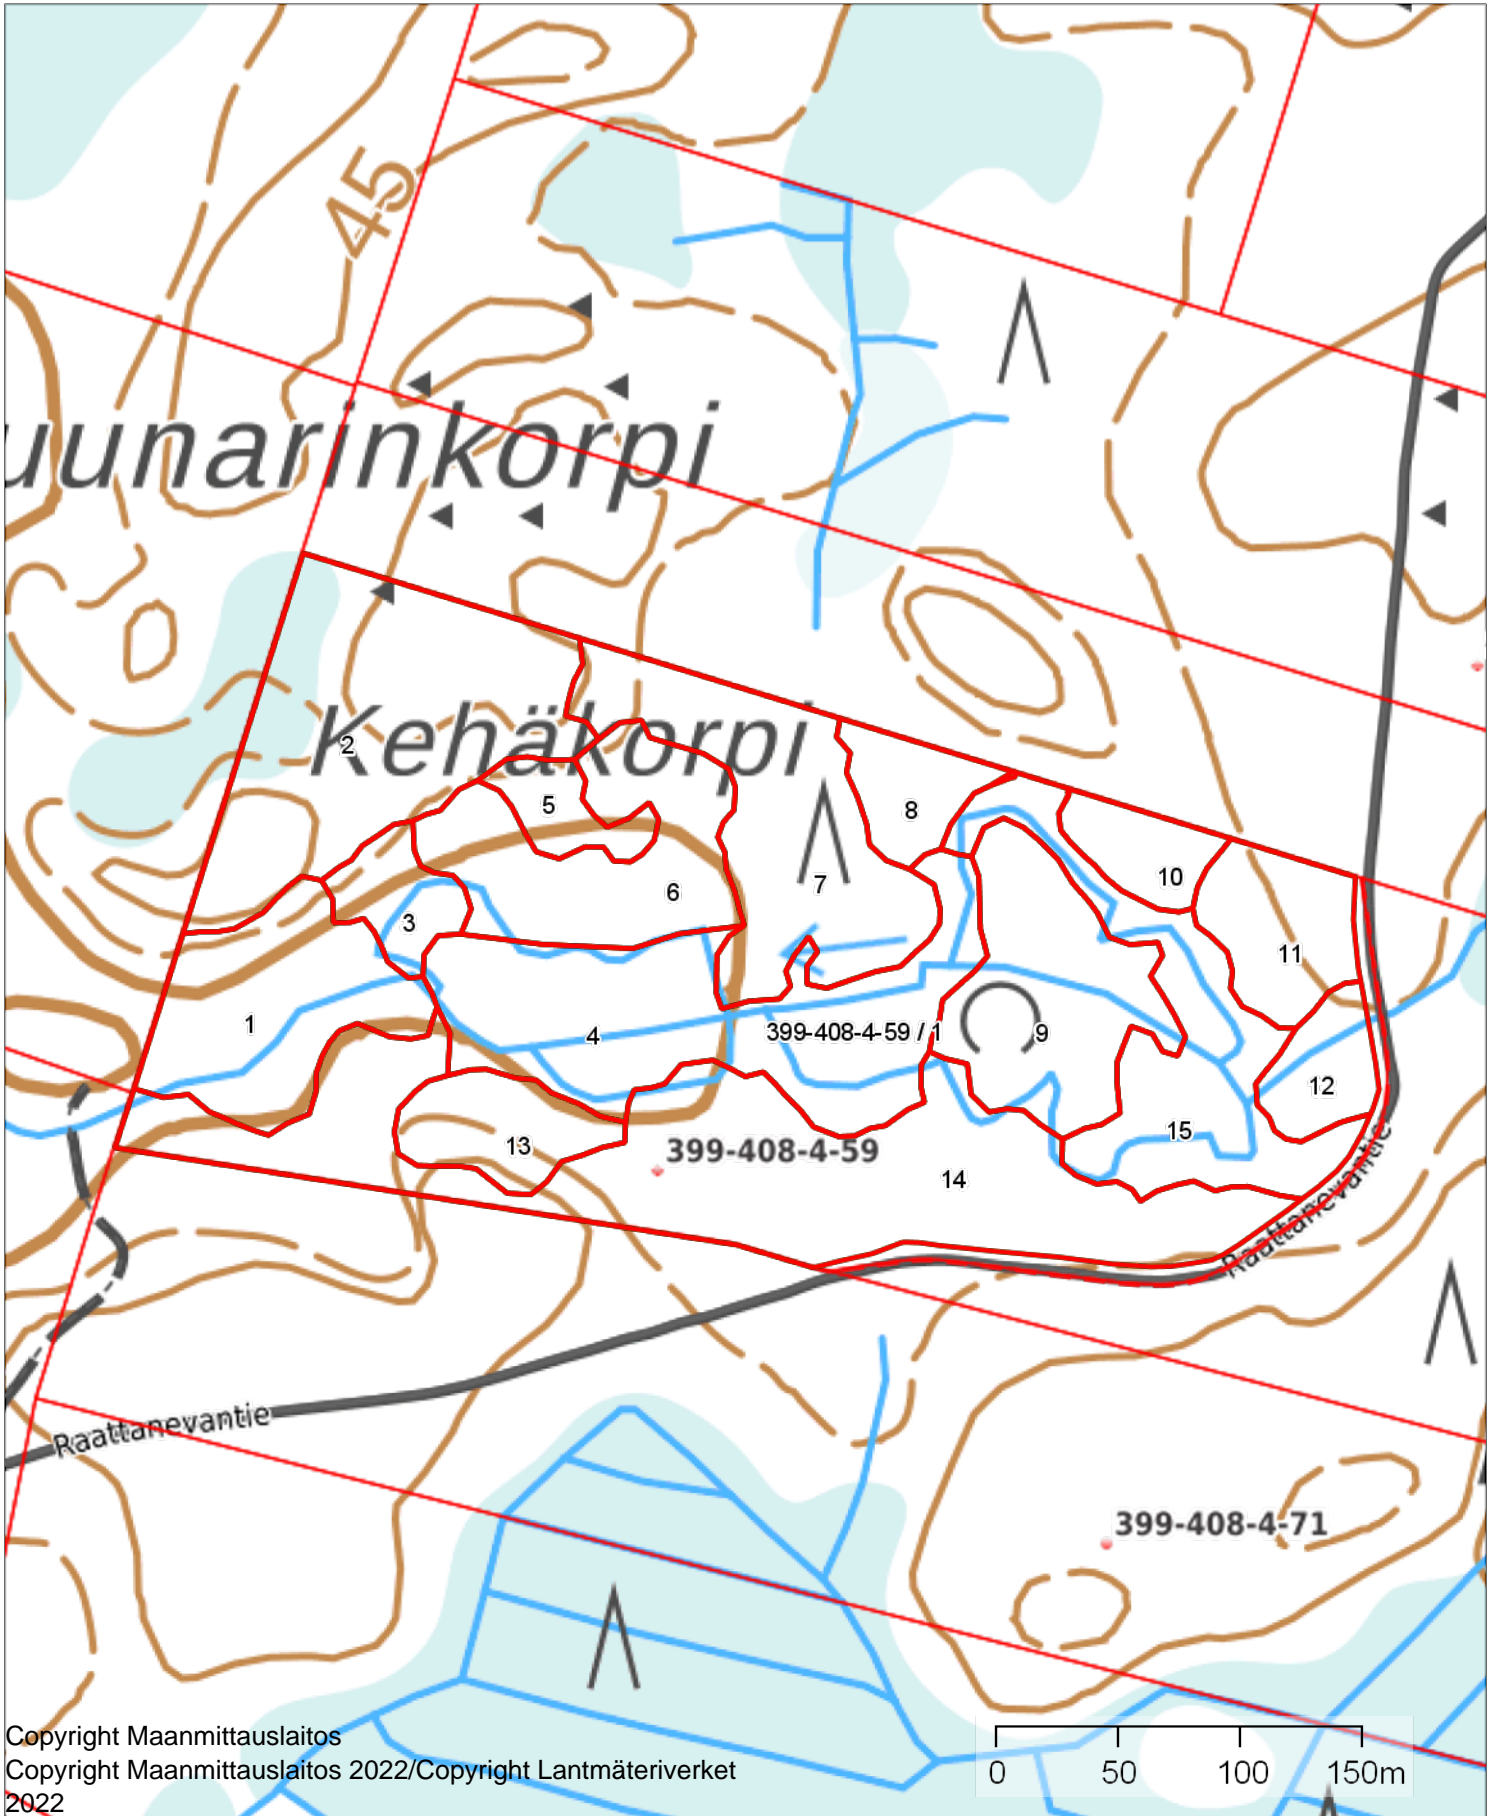 45
uunarinkorpi
2
Kehäkorpi
5
8
7
10
6
3
11
1
4
399-408-4-59 / 1
9
12
13
399-408-4-59
15
14
Raattanevantie
Raattanevantie
399-408-4-71
Copyright Maanmittauslaitos
Copyright Maanmittauslaitos 2022/Copyright Lantmäteriverket
2022
0 50 100 150m